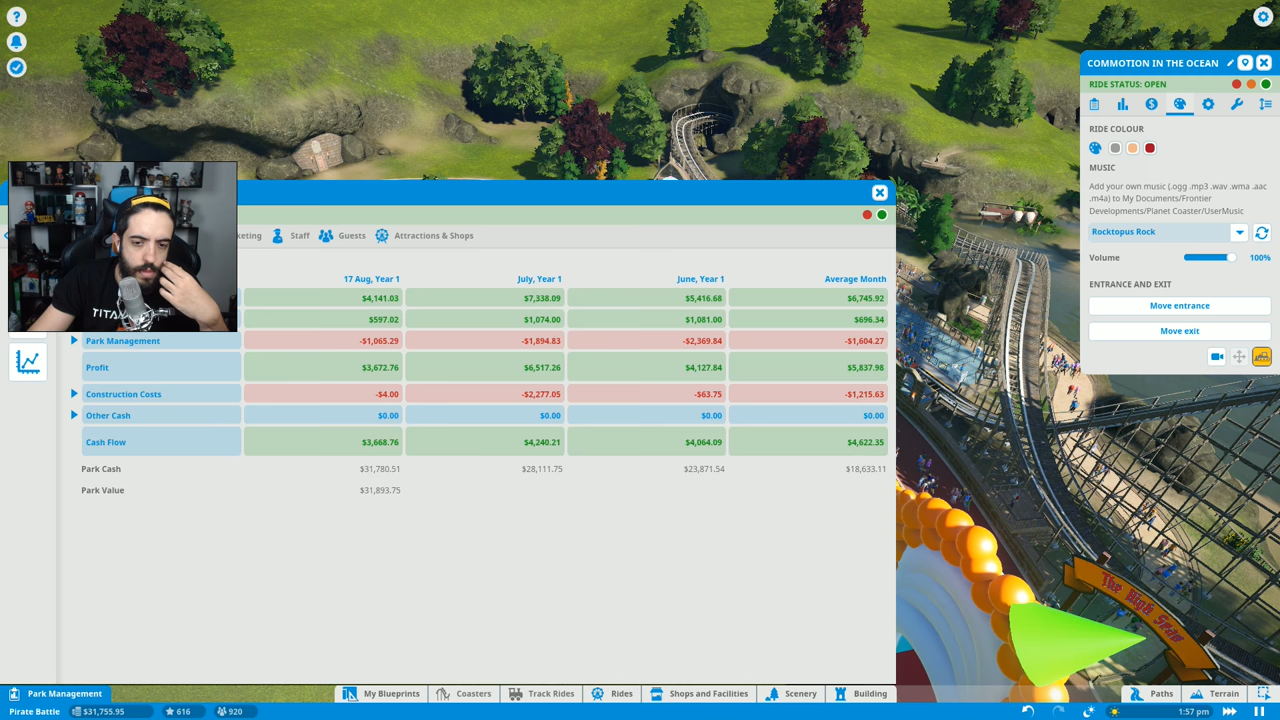 ?
COMMOTION IN THE OCEAN
RIDE STATUS: OPEN
RIDE COLOUR
MUSIC
Add your own music (.ogg .mp3 .wav .wma .aac
.m4a) to My Documents/Frontier
Developments/Planet Coaster/UserMusic
Rocktopus Rock
Volume 100%
ENTRANCE AND EXIT
Move entrance
Move exit
keting Staff Guests Attractions & Shops
17 Aug, Year 1 July, Year 1 June, Year 1 Average Month
$4,141.03 $7,338.09 $5,416.68 $6,745.92
$597.02 $1,074.00 $1,081.00 $696.34
Park Management -$1,065.29 -$1,894.83 -$2,369.84 -$1,604.27
Profit $3,672.76 $6,517.26 $4,127.84 $5,837.98
Construction Costs -$4.00 -$2,277.05 -$63.75 -$1,215.63
Other Cash $0.00 $0.00 $0.00 $0.00
Cash Flow $3,668.76 $4,240.21 $4,064.09 $4,622.35
Park Cash $31,780.51 $28,111.75 $23,871.54 $18,633.11
Park Value $31,893.75
TITA
The High Seas
Park Management My Blueprints Coasters Track Rides Rides Shops and Facilities Scenery Building Paths Terrain
Pirate Battle $31,755.95 616 920 1:57 pm